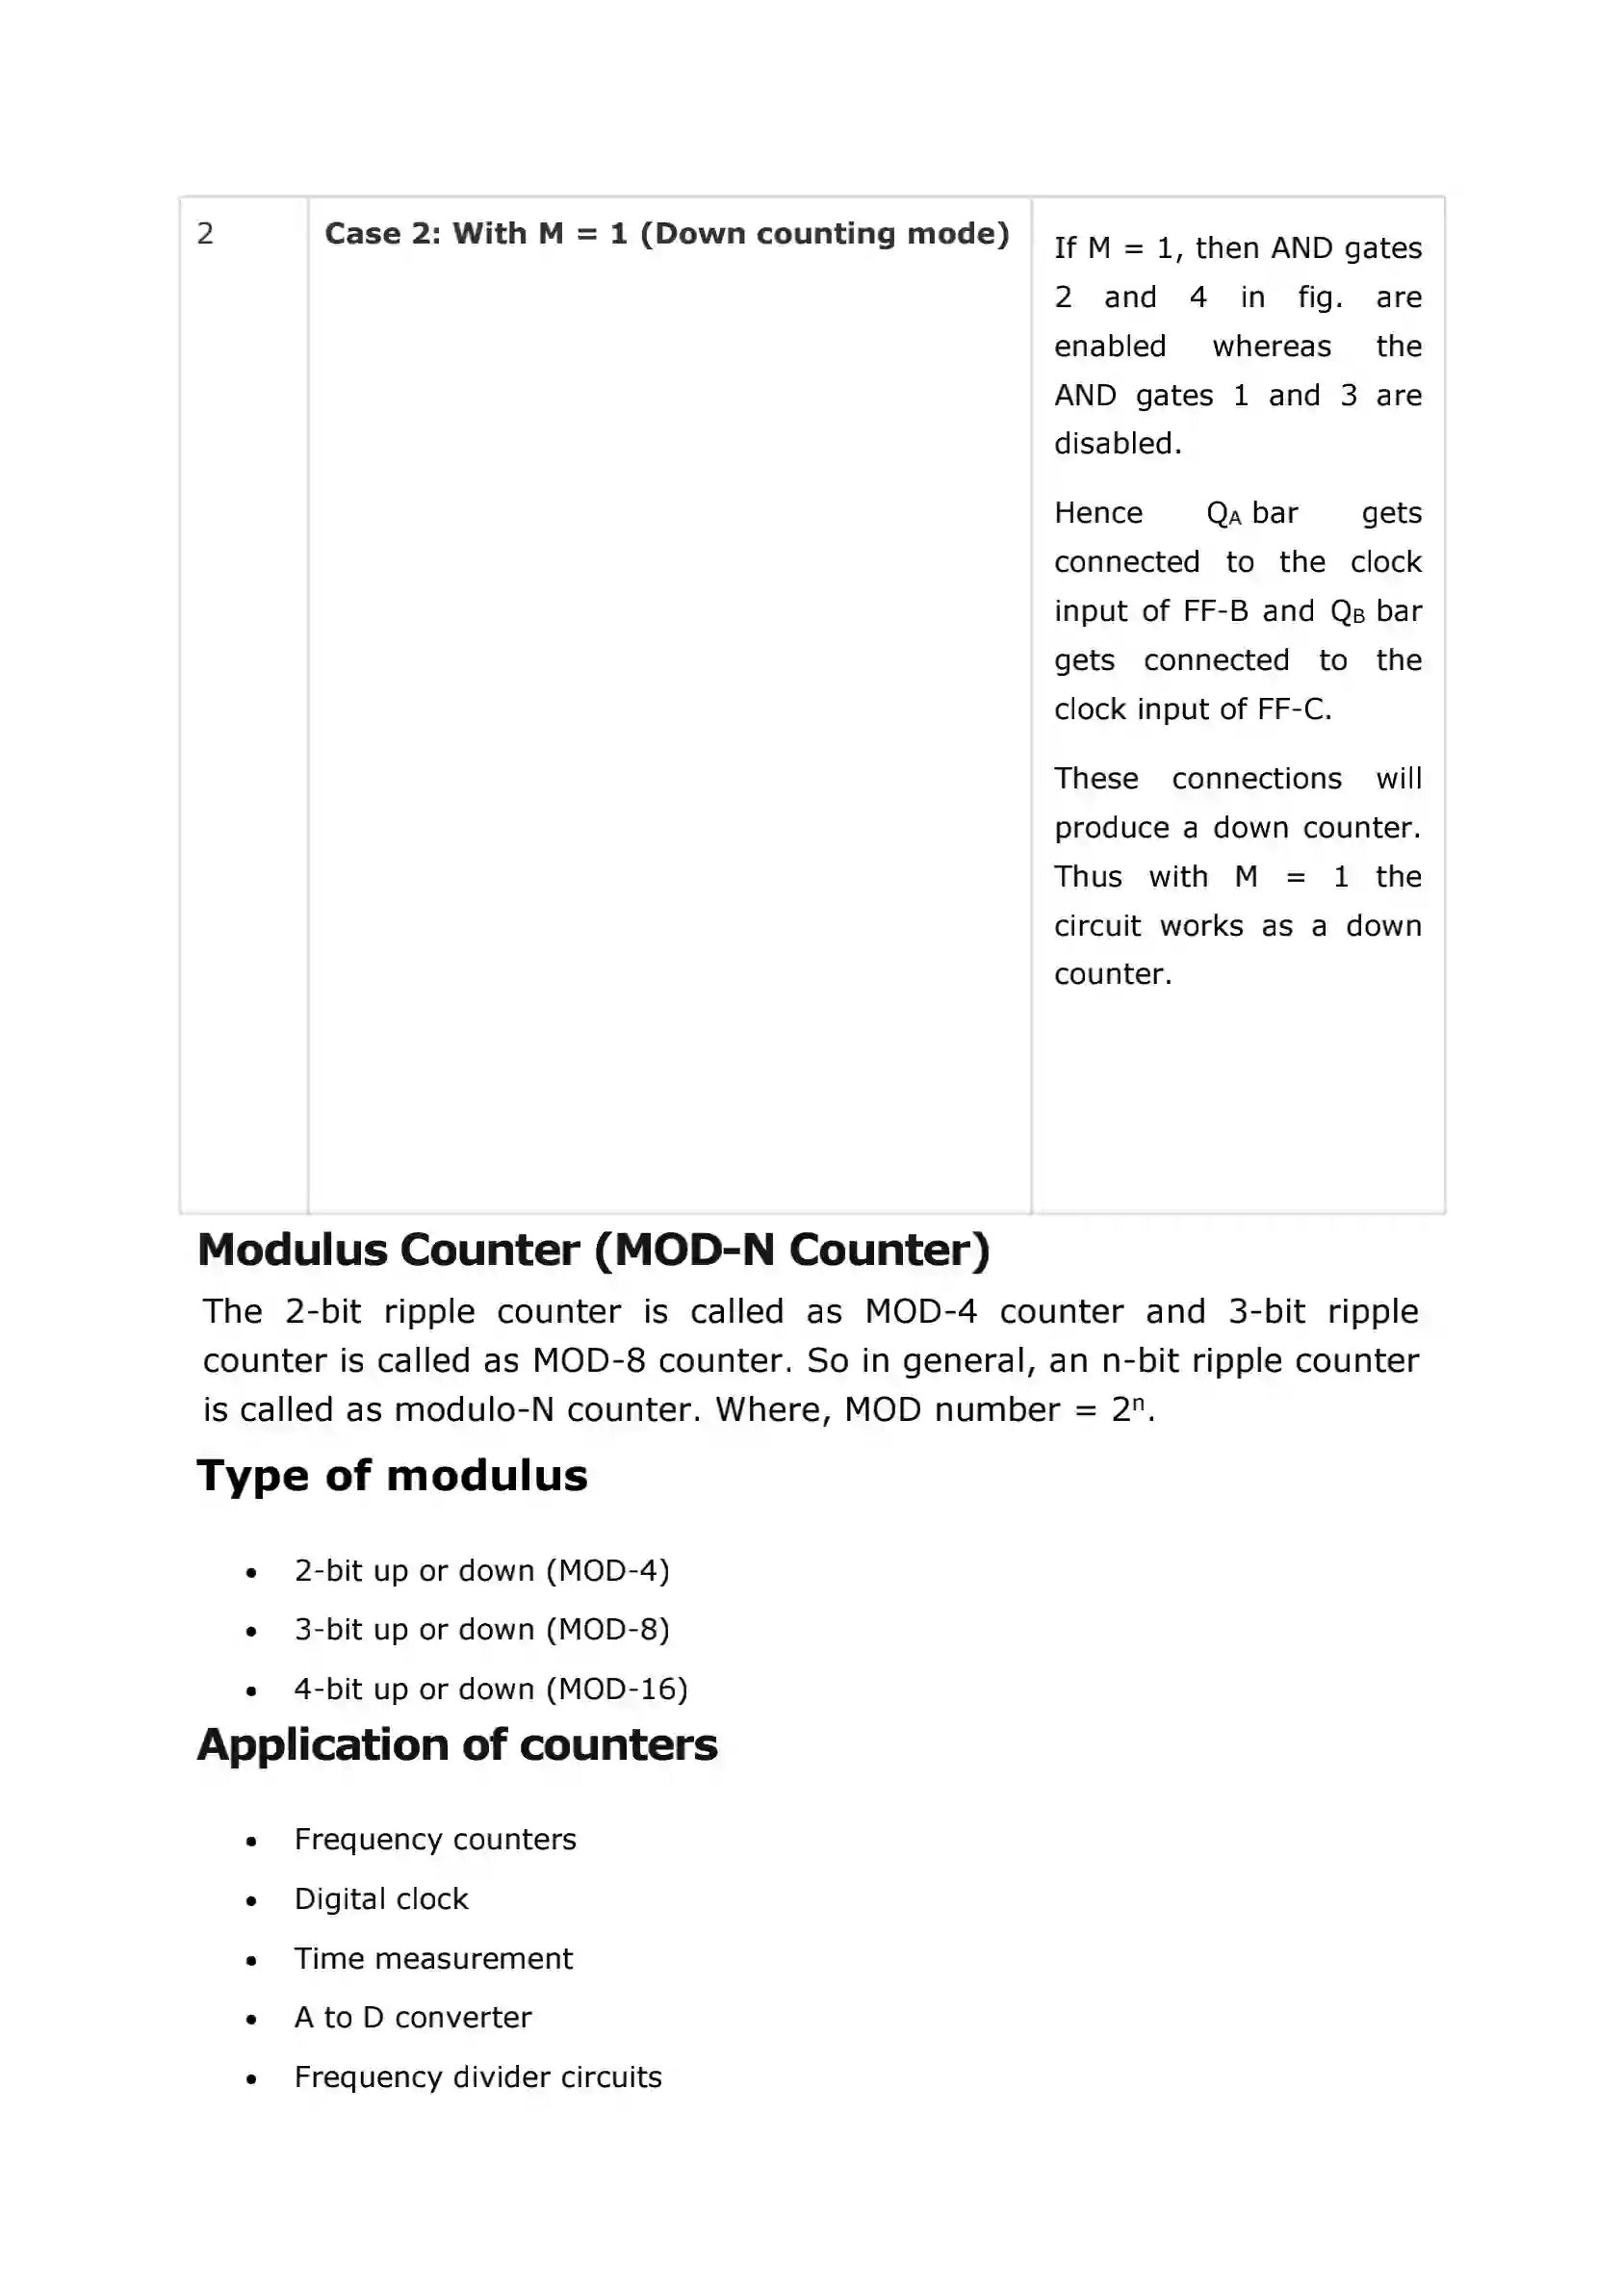 2
Case 2: With M = 1 (Down counting mode)
If M = 1, then AND gates
2 and 4 in fig. are
enabled whereas the
AND gates 1 and 3 are
disabled.
Hence QA bar gets
connected to the clock
input of FF-B and QB bar
gets connected to the
clock input of FF-C.
These connections will
produce a down counter.
Thus with M = 1 the
circuit works as a down
counter.
Modulus Counter (MOD-N Counter)
The 2-bit ripple counter is called as MOD-4 counter and 3-bit ripple
counter is called as MOD-8 counter. So in general, an n-bit ripple counter
is called as modulo-N counter. Where, MOD number = 2ⁿ.
Type of modulus
• 2-bit up or down (MOD-4)
• 3-bit up or down (MOD-8)
• 4-bit up or down (MOD-16)
Application of counters
• Frequency counters
• Digital clock
• Time measurement
• A to D converter
• Frequency divider circuits